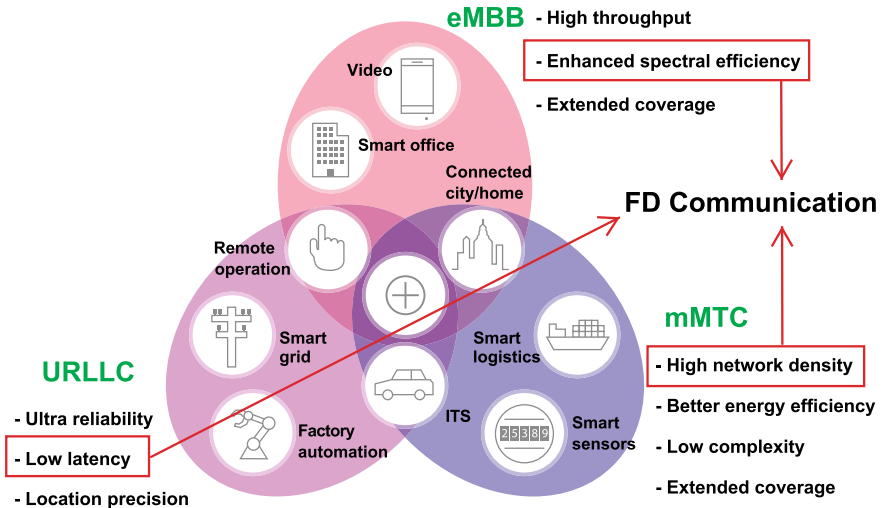 eMBB
- High throughput
- Enhanced spectral efficiency
- Extended coverage
Video
Smart office
Connected
city/home
FD Communication
Remote
operation
Smart
grid
Smart
logistics
mMTC
- High network density
- Better energy efficiency
- Low complexity
- Extended coverage
URLLC
- Ultra reliability
- Low latency
- Location precision
Factory
automation
ITS
25389
Smart
sensors